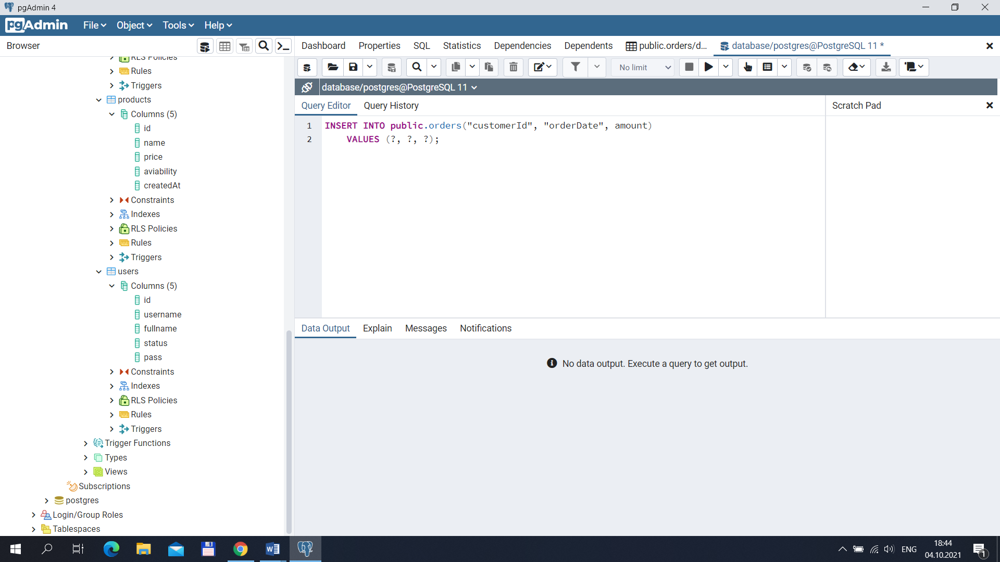 pgAdmin 4
pgAdmin File Object Tools Help
Browser
Dashboard Properties SQL Statistics Dependencies Dependents public.orders/d... database/postgres@PostgreSQL 11 *
No limit
database/postgres@PostgreSQL 11
Query Editor Query History
Scratch Pad
1 INSERT INTO public.orders("customerId", "orderDate", amount)
2 VALUES (?, ?, ?);
Data Output Explain Messages Notifications
No data output. Execute a query to get output.
RLS Policies
Rules
Triggers
products
Columns (5)
id
name
price
aviability
createdAt
Constraints
Indexes
RLS Policies
Rules
Triggers
users
Columns (5)
id
username
fullname
status
pass
Constraints
Indexes
RLS Policies
Rules
Triggers
Trigger Functions
Types
Views
Subscriptions
postgres
Login/Group Roles
Tablespaces
ENG
18:44
04.10.2021
1